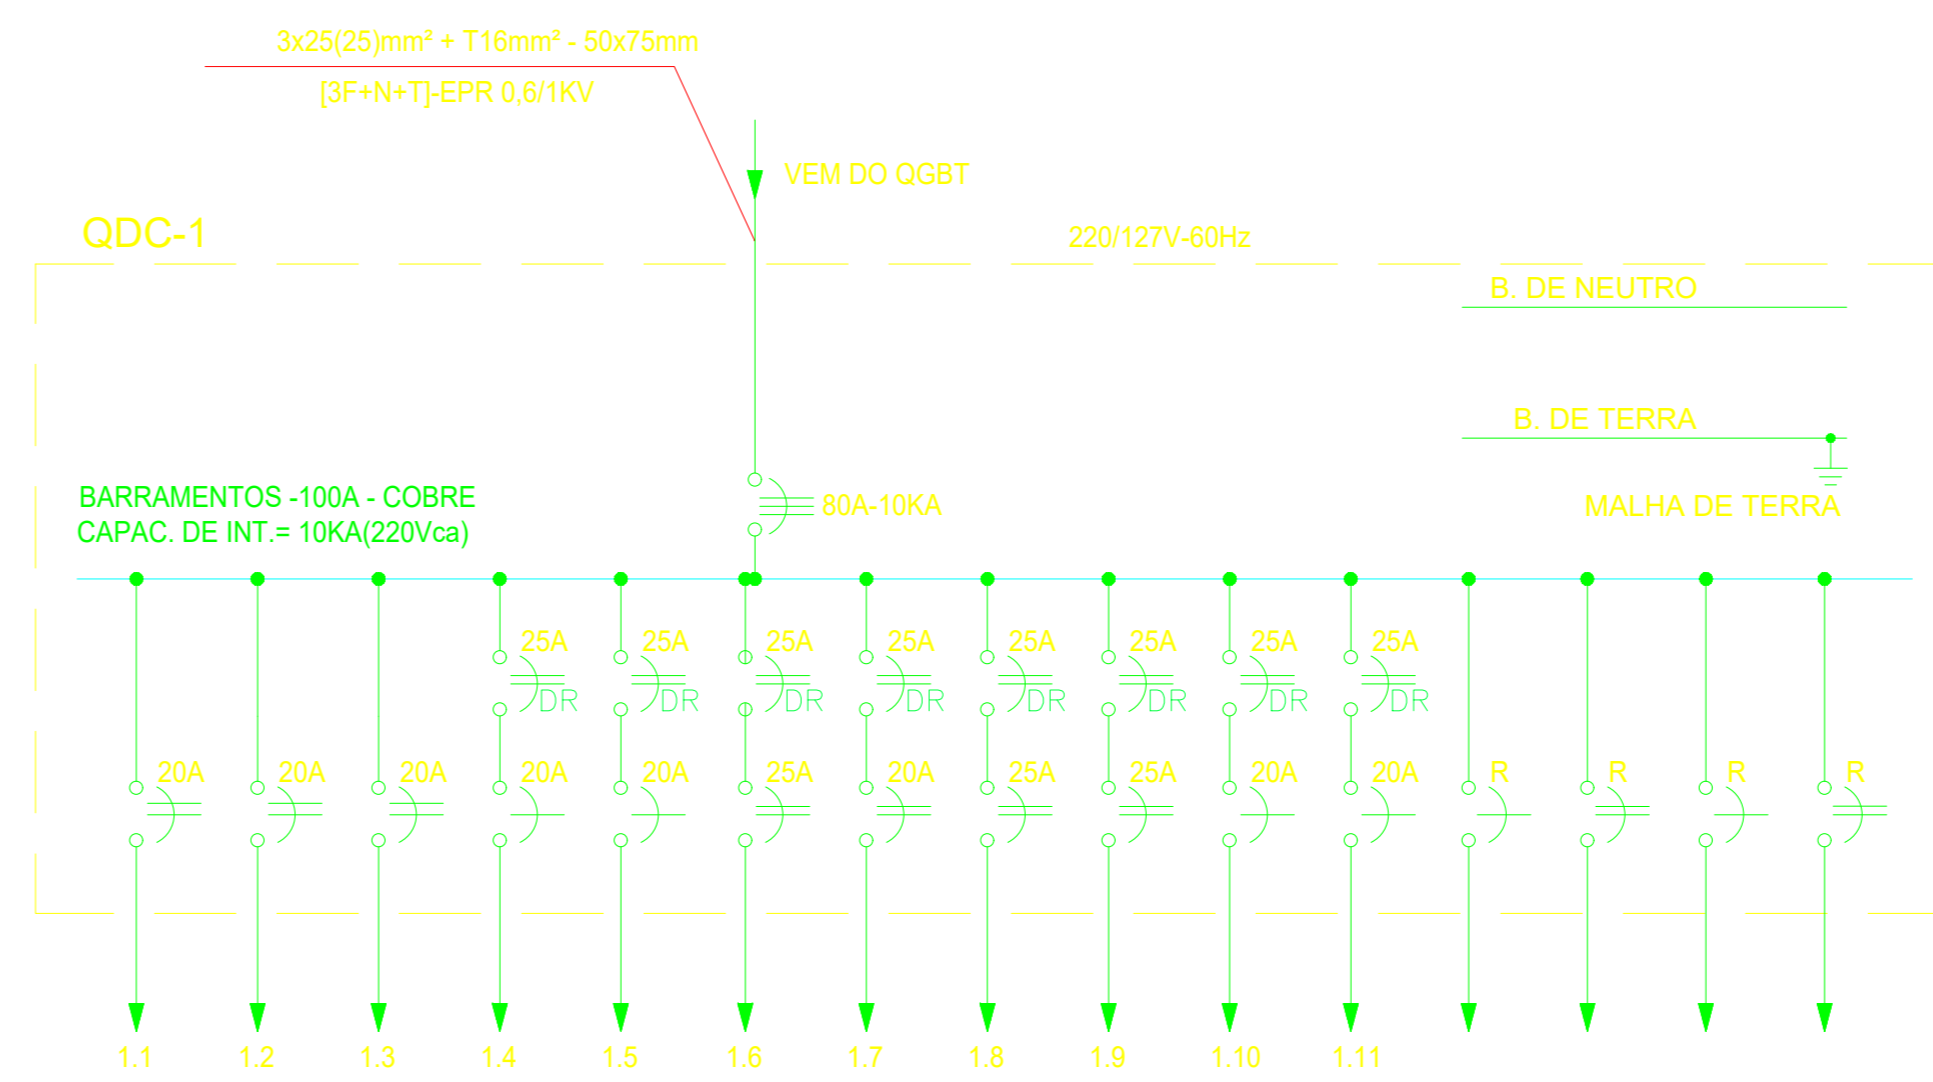 3x25(25)mm² + T16mm² - 50x75mm
[3F+N+T]-EPR 0,6/1KV
VEM DO QGBT
QDC-1
220/127V-60Hz
B. DE NEUTRO
B. DE TERRA
MALHA DE TERRA
BARRAMENTOS -100A - COBRE
CAPAC. DE INT.= 10KA(220Vca)
80A-10KA
25A 25A 25A 25A 25A 25A 25A 25A
DR DR DR DR DR DR DR DR
20A 20A 20A 20A 20A 25A 20A 25A 25A 20A 20A R R R R
1.1 1.2 1.3 1.4 1.5 1.6 1.7 1.8 1.9 1.10 1.11